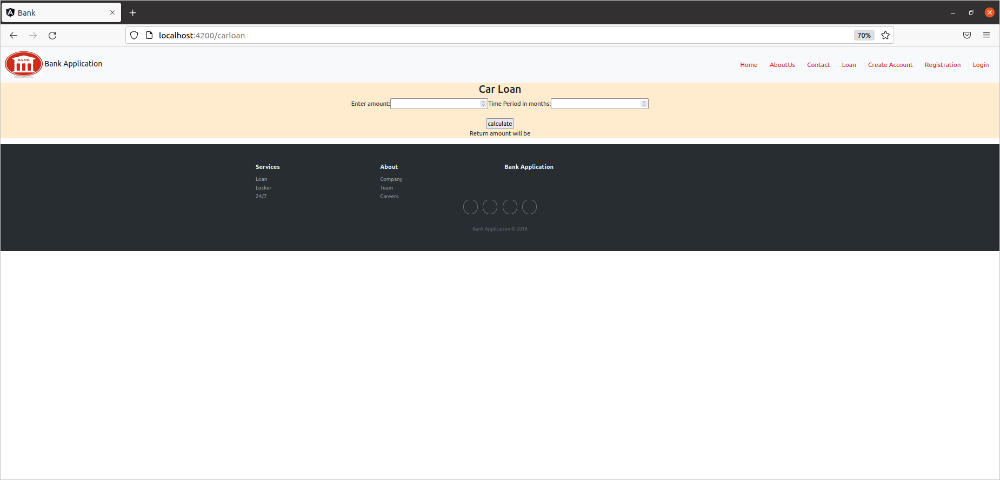 Bank
localhost:4200/carloan
70%
BANK
Bank Application
Home AboutUs Contact Loan Create Account Registration Login
Car Loan
Enter amount: Time Period in months:
calculate
Return amount will be
Services About Bank Application
Loan Company
Locker Team
24/7 Careers
Bank Application © 2018